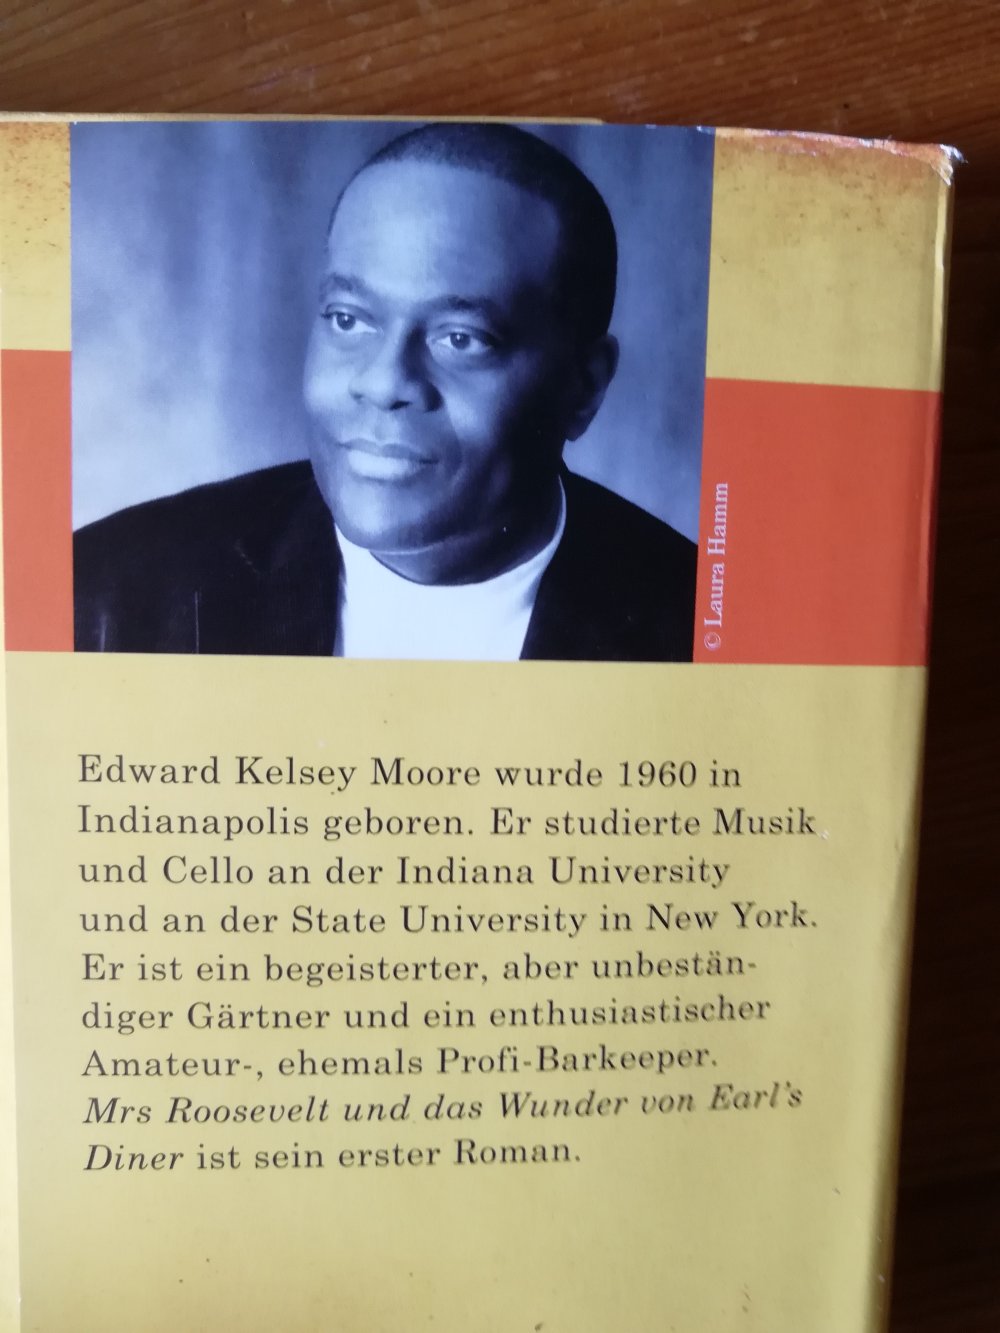 © Laura Hamm
Edward Kelsey Moore wurde 1960 in
Indianapolis geboren. Er studierte Musik
und Cello an der Indiana University
und an der State University in New York.
Er ist ein begeisterter, aber unbestän-
diger Gärtner und ein enthusiastischer
Amateur-, ehemals Profi-Barkeeper.
Mrs Roosevelt und das Wunder von Earl's
Diner ist sein erster Roman.